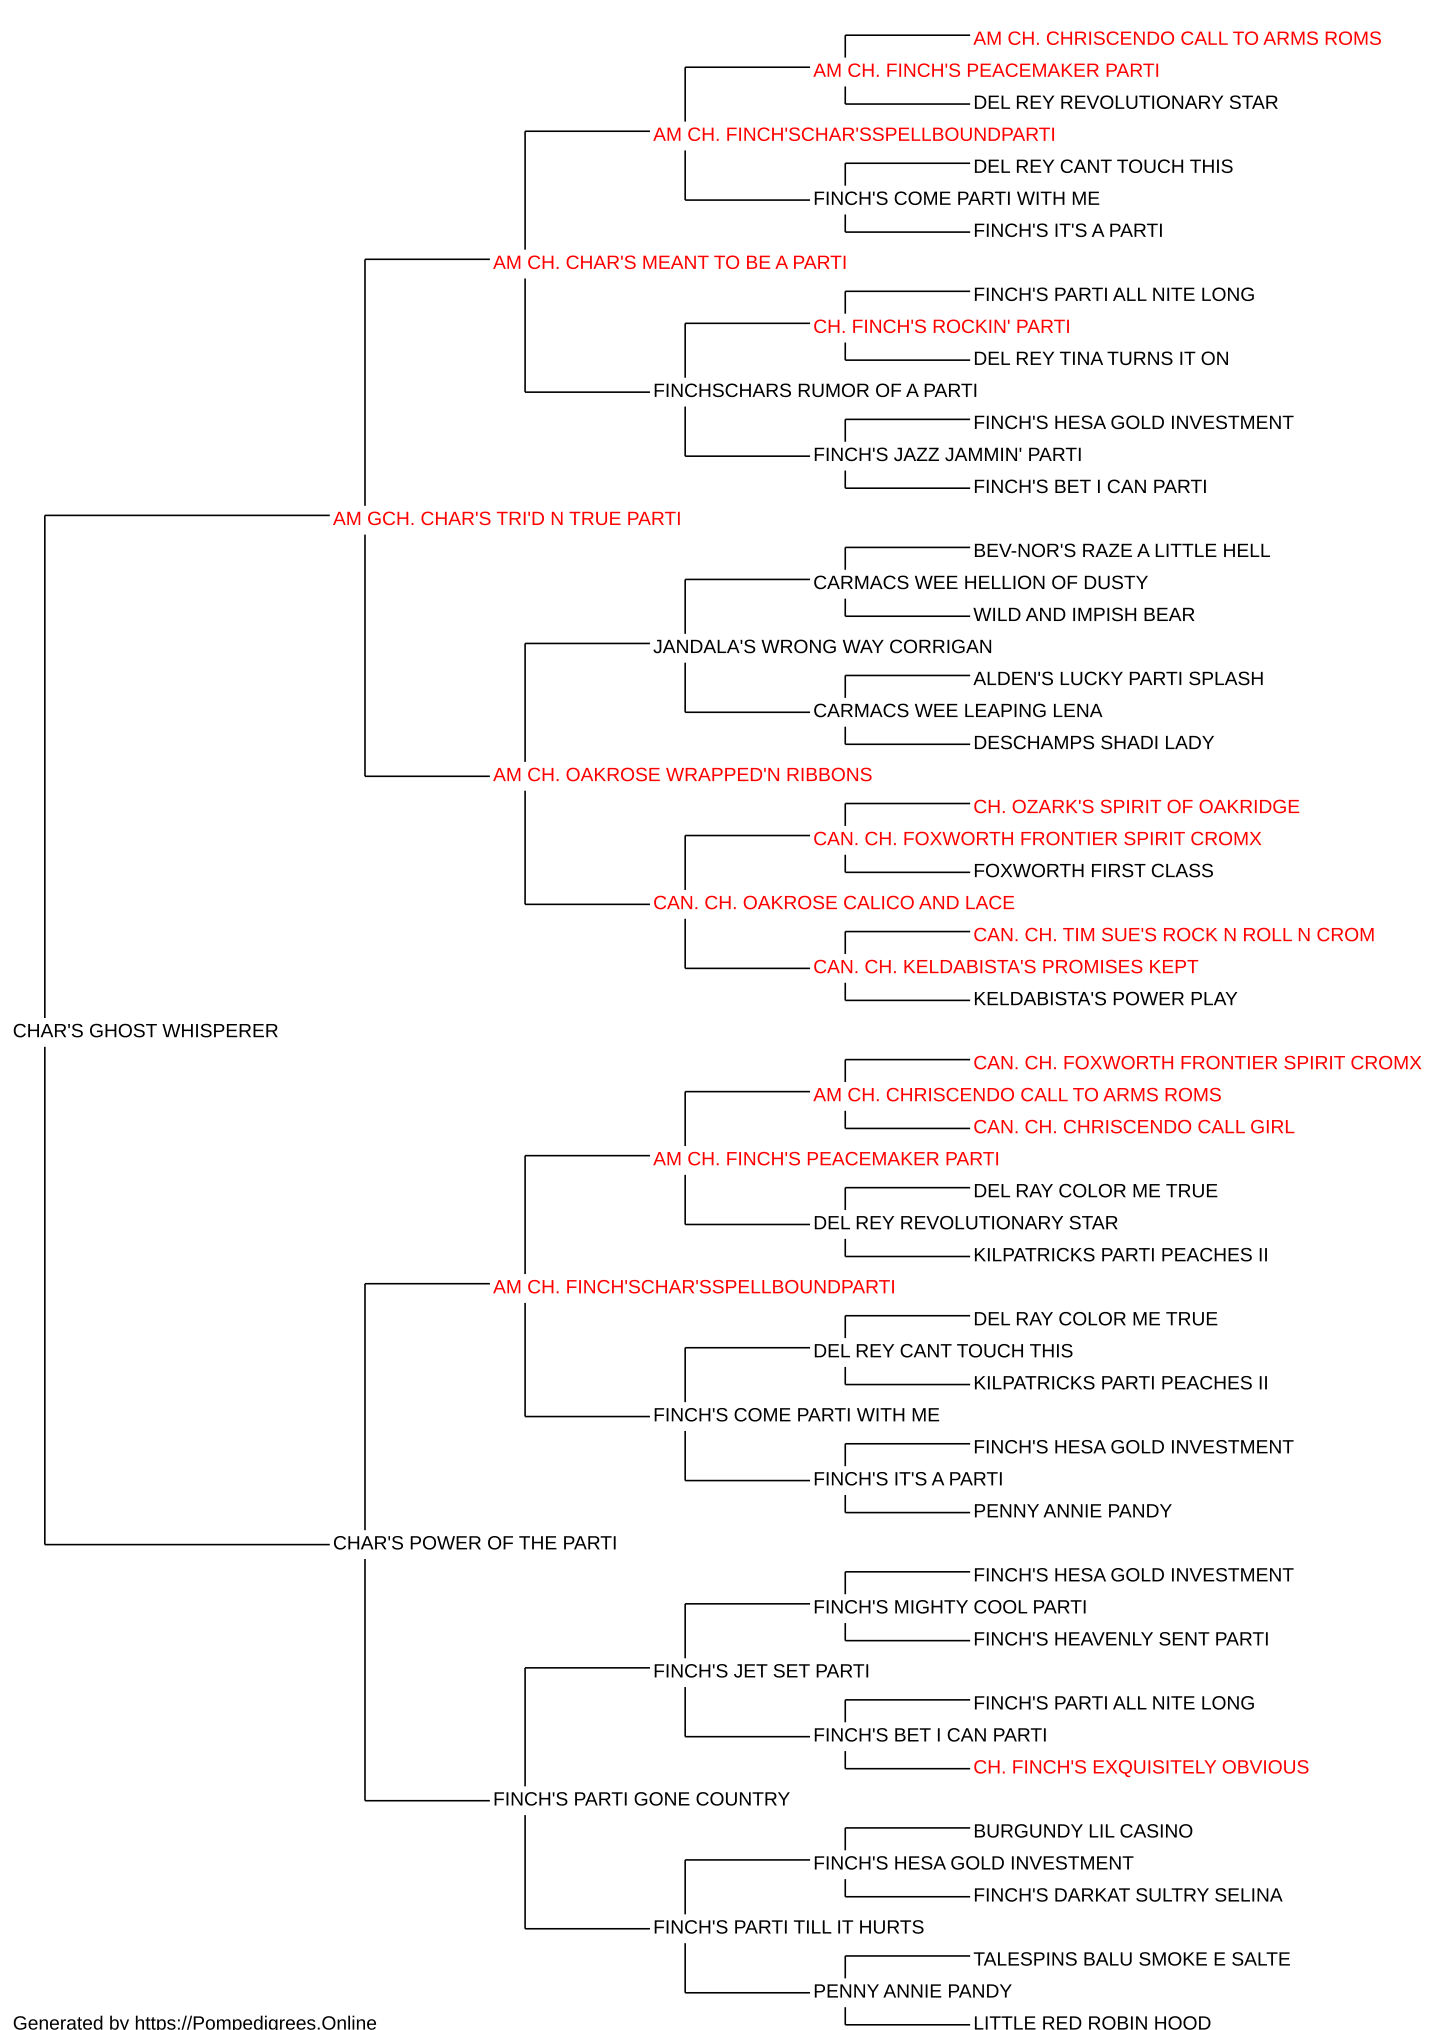 AM CH. CHRISCENDO CALL TO ARMS ROMS
AM CH. FINCH'S PEACEMAKER PARTI
DEL REY REVOLUTIONARY STAR
AM CH. FINCH'SCHAR'SSPELLBOUNDPARTI
DEL REY CANT TOUCH THIS
FINCH'S COME PARTI WITH ME
FINCH'S IT'S A PARTI
AM CH. CHAR'S MEANT TO BE A PARTI
FINCH'S PARTI ALL NITE LONG
CH. FINCH'S ROCKIN' PARTI
DEL REY TINA TURNS IT ON
FINCHSCHARS RUMOR OF A PARTI
FINCH'S HESA GOLD INVESTMENT
FINCH'S JAZZ JAMMIN' PARTI
FINCH'S BET I CAN PARTI
AM GCH. CHAR'S TRI'D N TRUE PARTI
BEV-NOR'S RAZE A LITTLE HELL
CARMACS WEE HELLION OF DUSTY
WILD AND IMPISH BEAR
JANDALA'S WRONG WAY CORRIGAN
ALDEN'S LUCKY PARTI SPLASH
CARMACS WEE LEAPING LENA
DESCHAMPS SHADI LADY
AM CH. OAKROSE WRAPPED'N RIBBONS
CH. OZARK'S SPIRIT OF OAKRIDGE
CAN. CH. FOXWORTH FRONTIER SPIRIT CROMX
FOXWORTH FIRST CLASS
CAN. CH. OAKROSE CALICO AND LACE
CAN. CH. TIM SUE'S ROCK N ROLL N CROM
CAN. CH. KELDABISTA'S PROMISES KEPT
KELDABISTA'S POWER PLAY
CHAR'S GHOST WHISPERER
CAN. CH. FOXWORTH FRONTIER SPIRIT CROMX
AM CH. CHRISCENDO CALL TO ARMS ROMS
CAN. CH. CHRISCENDO CALL GIRL
AM CH. FINCH'S PEACEMAKER PARTI
DEL RAY COLOR ME TRUE
DEL REY REVOLUTIONARY STAR
KILPATRICKS PARTI PEACHES II
AM CH. FINCH'SCHAR'SSPELLBOUNDPARTI
DEL RAY COLOR ME TRUE
DEL REY CANT TOUCH THIS
KILPATRICKS PARTI PEACHES II
FINCH'S COME PARTI WITH ME
FINCH'S HESA GOLD INVESTMENT
FINCH'S IT'S A PARTI
PENNY ANNIE PANDY
CHAR'S POWER OF THE PARTI
FINCH'S HESA GOLD INVESTMENT
FINCH'S MIGHTY COOL PARTI
FINCH'S HEAVENLY SENT PARTI
FINCH'S JET SET PARTI
FINCH'S PARTI ALL NITE LONG
FINCH'S BET I CAN PARTI
CH. FINCH'S EXQUISITELY OBVIOUS
FINCH'S PARTI GONE COUNTRY
BURGUNDY LIL CASINO
FINCH'S HESA GOLD INVESTMENT
FINCH'S DARKAT SULTRY SELINA
FINCH'S PARTI TILL IT HURTS
TALESPINS BALU SMOKE E SALTE
PENNY ANNIE PANDY
LITTLE RED ROBIN HOOD
Generated by https://Pompedigrees.Online